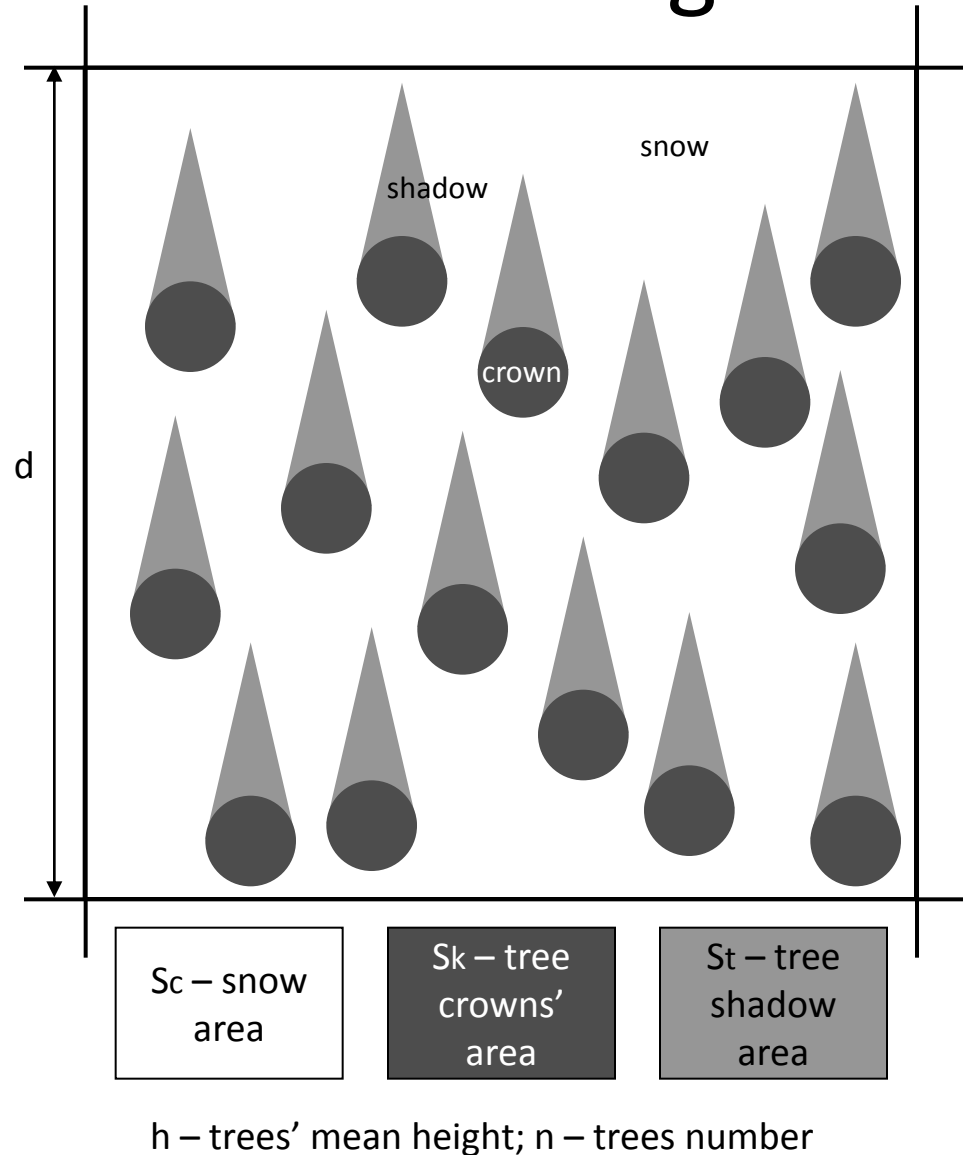 snow
shadow
crown
d
Sc – snow
area
Sk – tree
crowns’
area
St – tree
shadow
area
h – trees’ mean height; n – trees number